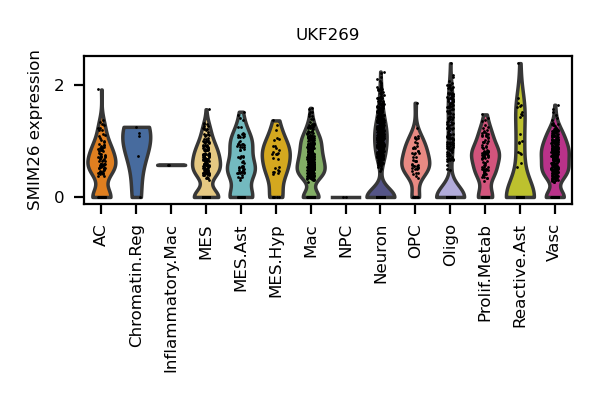 UKF269
SMIM26 expression
2
0
AC
Chromatin.Reg
Inflammatory.Mac
MES
MES.Ast
MES.Hyp
Mac
NPC
Neuron
OPC
Oligo
Prolif.Metab
Reactive.Ast
Vasc